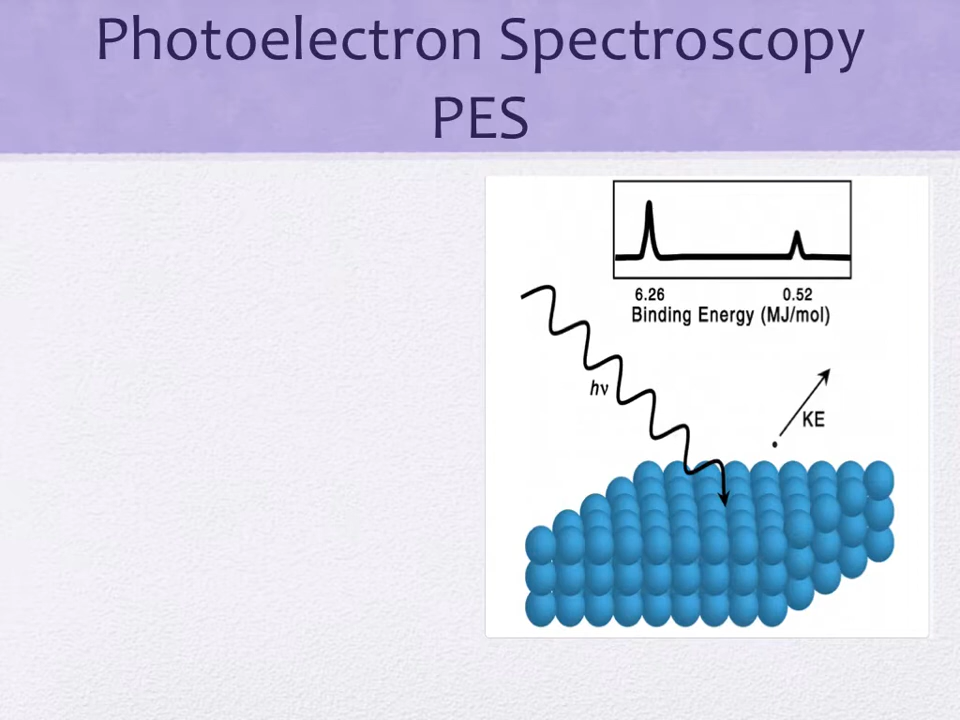 Photoelectron Spectroscopy
PES
6.26 0.52
Binding Energy (MJ/mol)
hν
KE